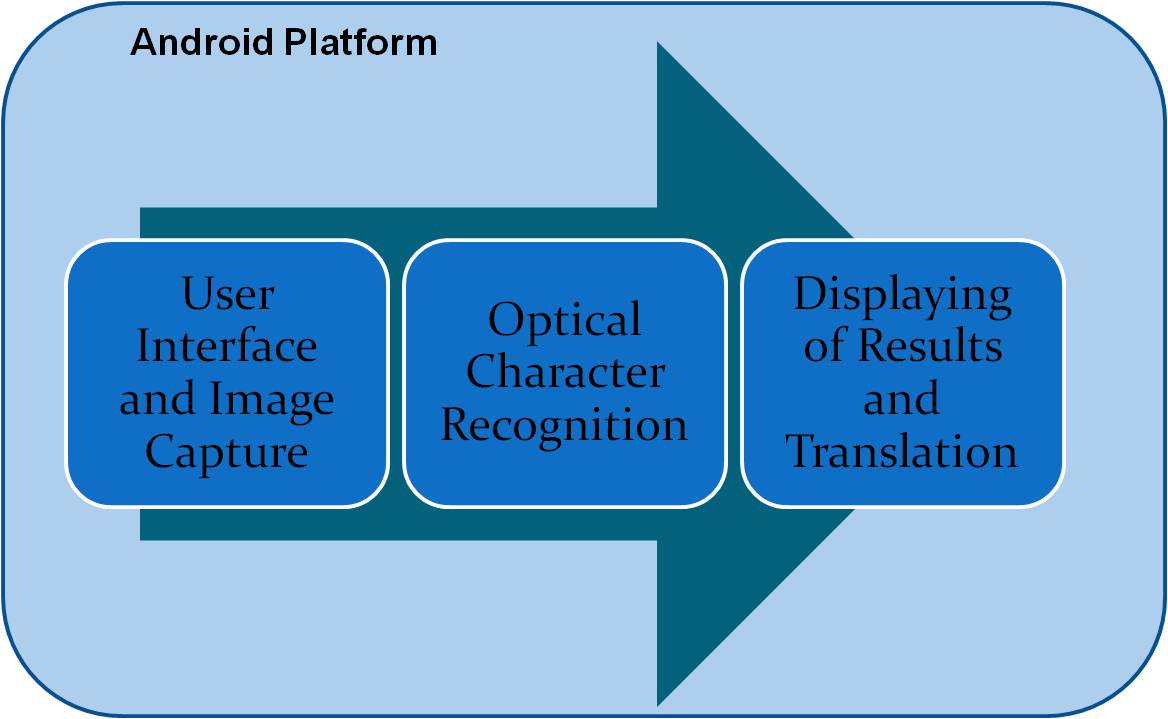 Android Platform
User
Interface
and Image
Capture
Optical
Character
Recognition
Displaying
of Results
and
Translation